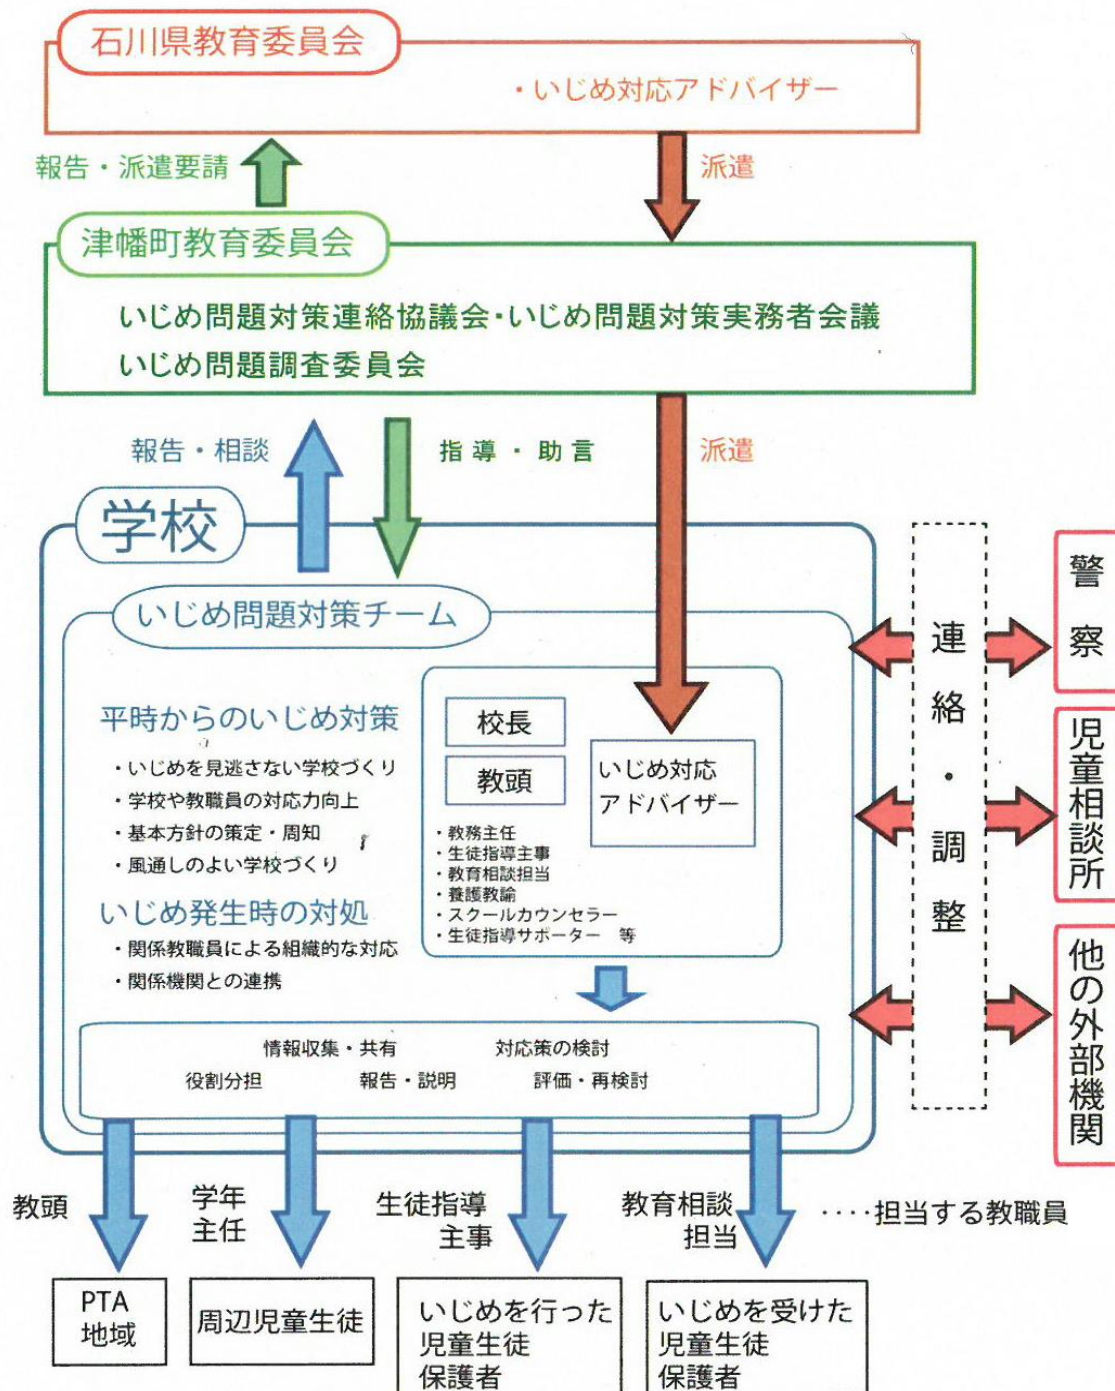 石川県教育委員会
・いじめ対応アドバイザー
報告・派遣要請
派遣
津幡町教育委員会
いじめ問題対策連絡協議会・いじめ問題対策実務者会議
いじめ問題調査委員会
報告・相談
指導・助言
派遣
学校
いじめ問題対策チーム
平時からのいじめ対策
・いじめを見逃さない学校づくり
・学校や教職員の対応力向上
・基本方針の策定・周知
・風通しのよい学校づくり
いじめ発生時の対処
・関係教職員による組織的な対応
・関係機関との連携
校長
教頭
・教務主任
・生徒指導主事
・教育相談担当
・養護教諭
・スクールカウンセラー
・生徒指導サポーター 等
いじめ対応
アドバイザー
情報収集・共有 対応策の検討
役割分担 報告・説明 評価・再検討
連絡・調整
警察
児童相談所
他の外部機関
教頭
学年
主任
生徒指導
主事
教育相談
担当
‥‥担当する教職員
PTA
地域
周辺児童生徒
いじめを行った
児童生徒
保護者
いじめを受けた
児童生徒
保護者